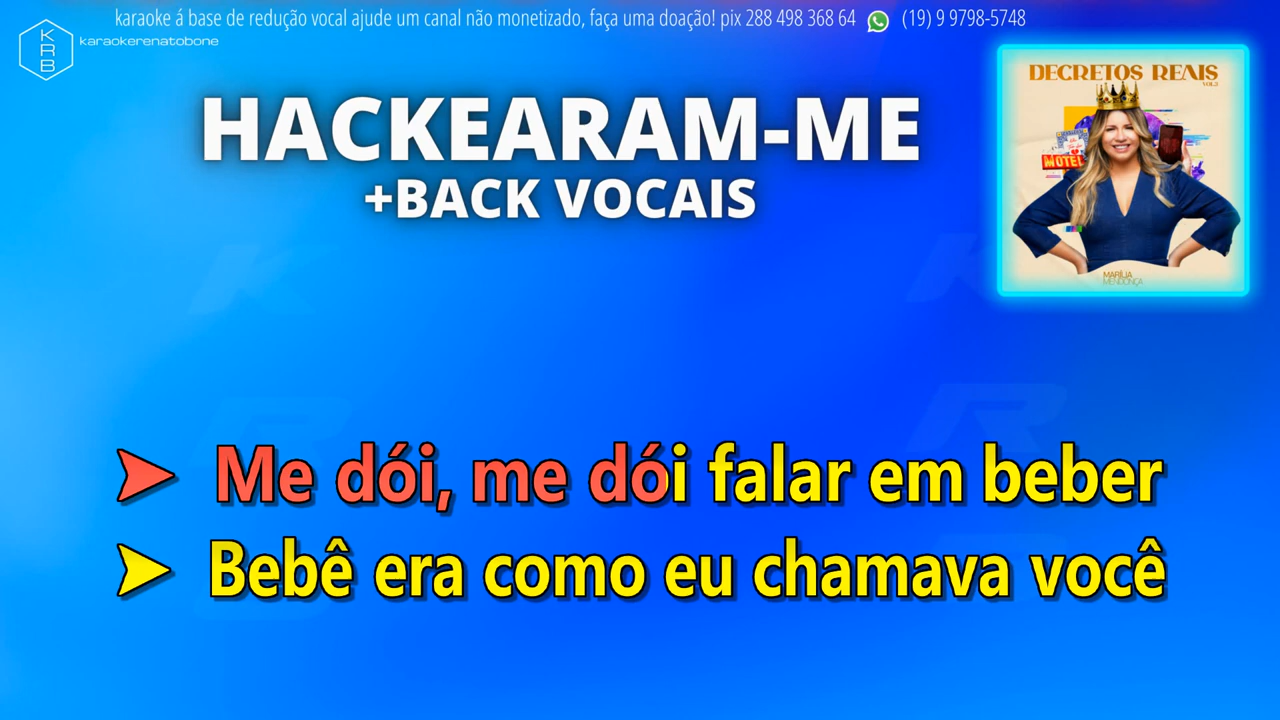 karaoke á base de redução vocal ajude um canal não monetizado, faça uma doação! pix 288 498 368 64 (19) 9 9798-5748
KRB
karaokerenatobone
DECRETOS REAIS
VOL.3
MOTEL
MARÍLIA
MENDONÇA
HACKEARAM-ME
+BACK VOCAIS
Me dói, me dói falar em beber
Bebê era como eu chamava você